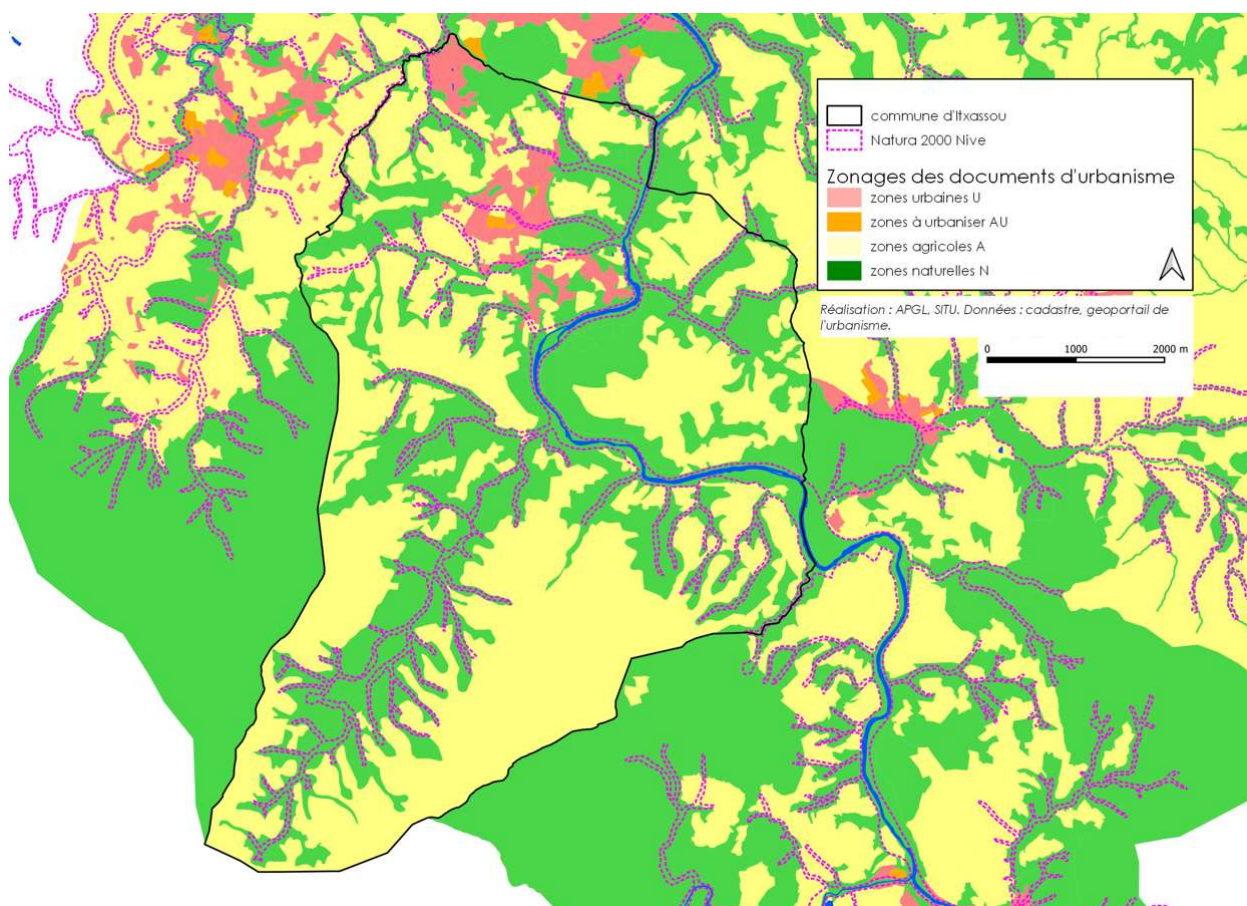 commune d'Itxassou
Natura 2000 Nive
Zonages des documents d'urbanisme
zones urbaines U
zones à urbaniser AU
zones agricoles A
zones naturelles N
Réalisation : APGL, SITU. Données : cadastre, geoportail de
l'urbanisme.
0 1000 2000 m